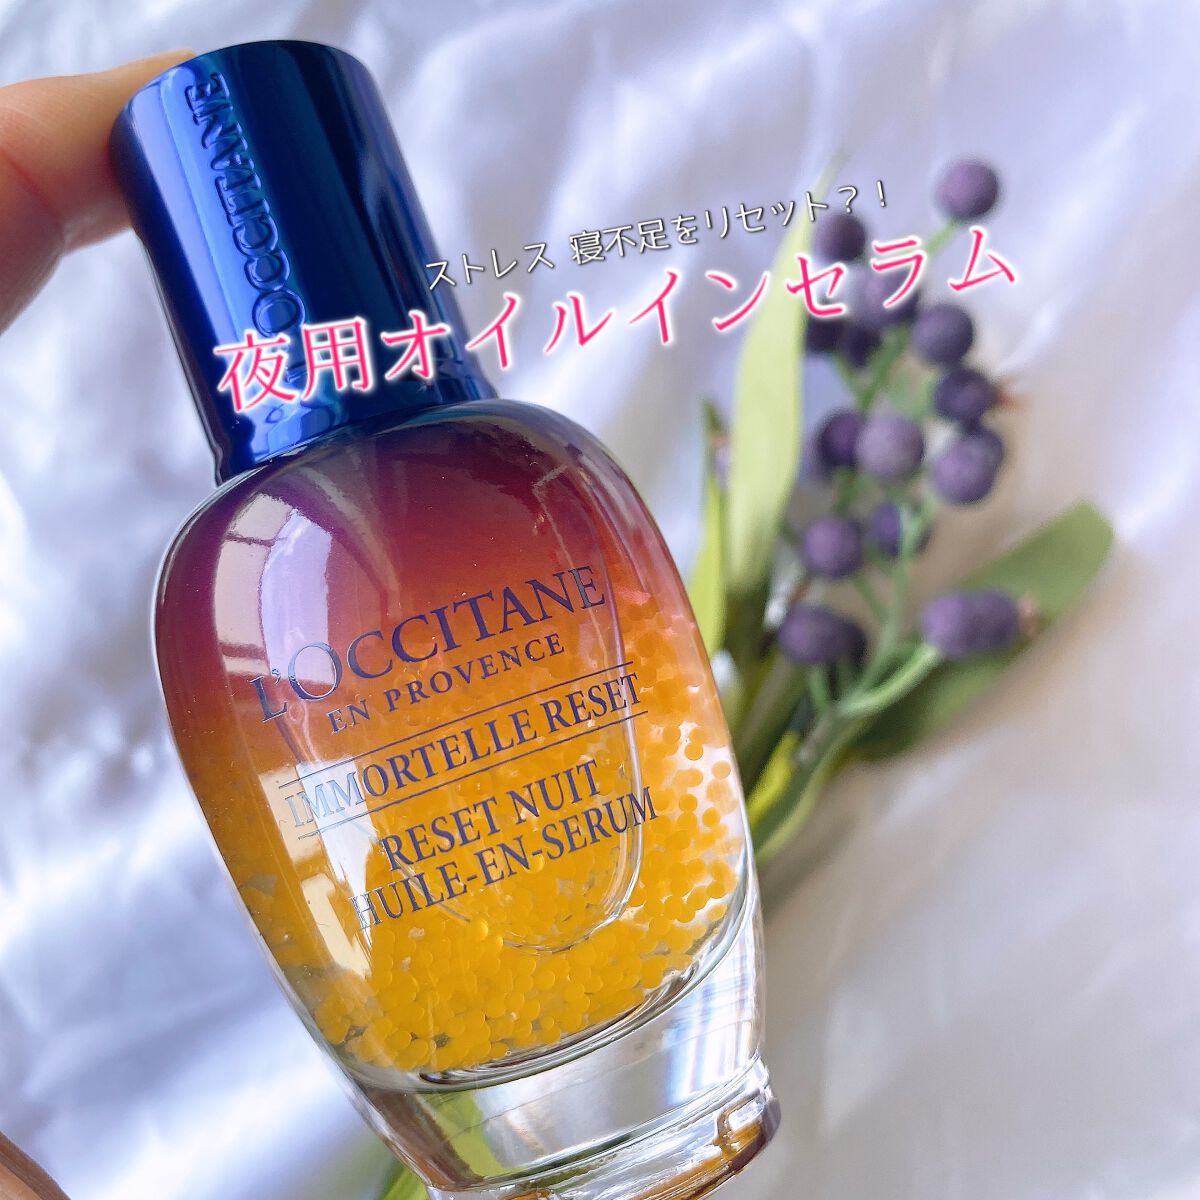 L'OCCITANE
ストレス 寝不足をリセット？！
夜用オイルインセラム
L'OCCITANE
EN PROVENCE
IMMORTELLE RESET
RESET NUIT
HUILE-EN-SERUM